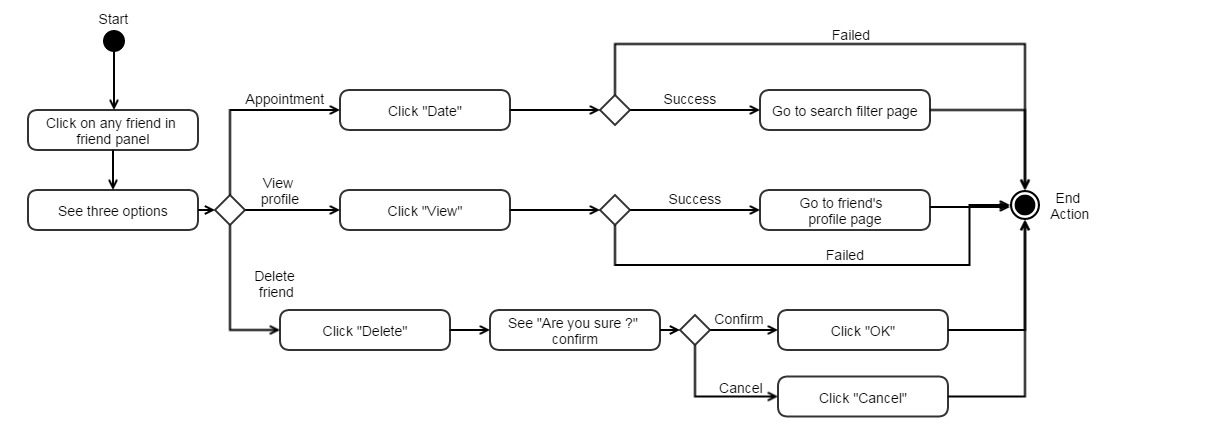 Start
Failed
Appointment
Click "Date"
Success
Go to search filter page
Click on any friend in
friend panel
See three options
View
profile
Click "View"
Success
Go to friend's
profile page
End
Action
Failed
Delete
friend
Click "Delete"
See "Are you sure ?"
confirm
Confirm
Click "OK"
Cancel
Click "Cancel"